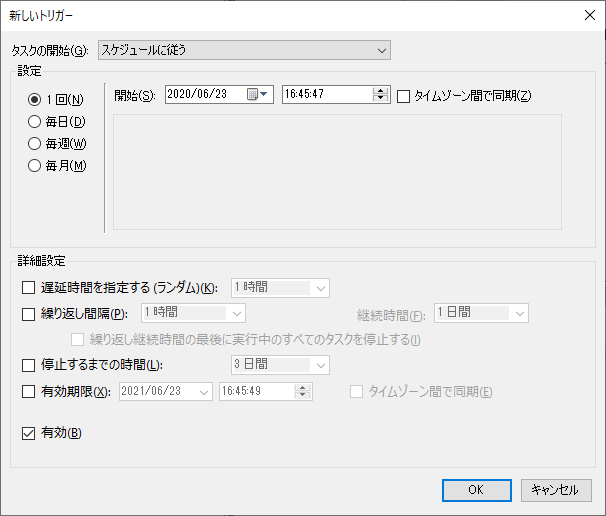 新しいトリガー
タスクの開始(G): スケジュールに従う
設定
1 回(N)
開始(S): 2020/06/23 16:45:47 タイムゾーン間で同期(Z)
毎日(D)
毎週(W)
毎月(M)
詳細設定
遅延時間を指定する (ランダム)(K): 1 時間
繰り返し間隔(P): 1 時間 継続時間(F): 1 日間
繰り返し継続時間の最後に実行中のすべてのタスクを停止する(I)
停止するまでの時間(L): 3 日間
有効期限(X): 2021/06/23 16:45:49 タイムゾーン間で同期(E)
有効(B)
OK キャンセル